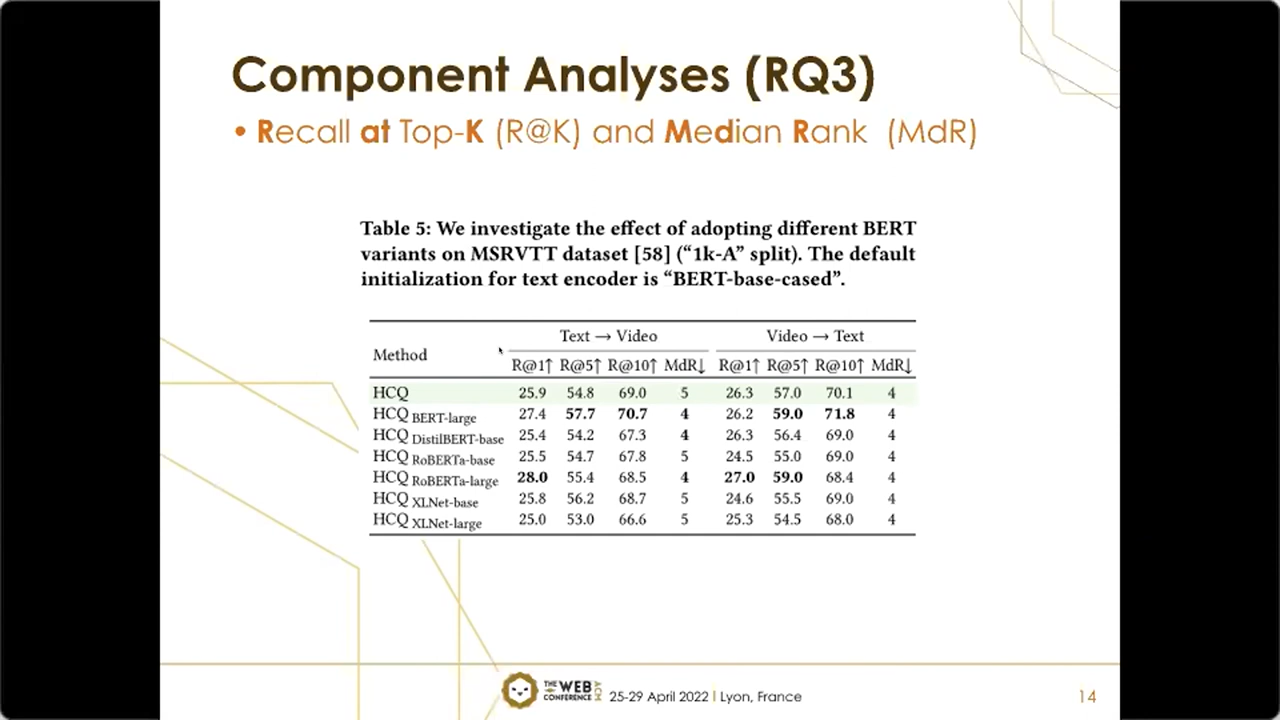 Component Analyses (RQ3)
• Recall at Top-K (R@K) and Median Rank (MdR)
Table 5: We investigate the effect of adopting different BERT
variants on MSRVTT dataset [58] (“1k-A” split). The default
initialization for text encoder is “BERT-base-cased”.
Text → Video Video → Text
Method
R@1↑ R@5↑ R@10↑ MdR↓ R@1↑ R@5↑ R@10↑ MdR↓
HCQ 25.9 54.8 69.0 5 26.3 57.0 70.1 4
HCQ BERT-large 27.4 57.7 70.7 4 26.2 59.0 71.8 4
HCQ DistilBERT-base 25.4 54.2 67.3 4 26.3 56.4 69.0 4
HCQ RoBERTa-base 25.5 54.7 67.8 5 24.5 55.0 69.0 4
HCQ RoBERTa-large 28.0 55.4 68.5 4 27.0 59.0 68.4 4
HCQ XLNet-base 25.8 56.2 68.7 5 24.6 55.5 69.0 4
HCQ XLNet-large 25.0 53.0 66.6 5 25.3 54.5 68.0 4
THE WEB CONFERENCE ACM
25-29 April 2022 | Lyon, France
14